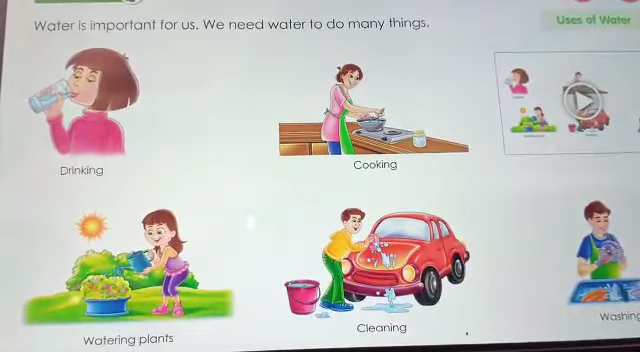 Water is important for us. We need water to do many things.
Uses of Water
Drinking
Cooking
Watering plants
Cleaning
Washing